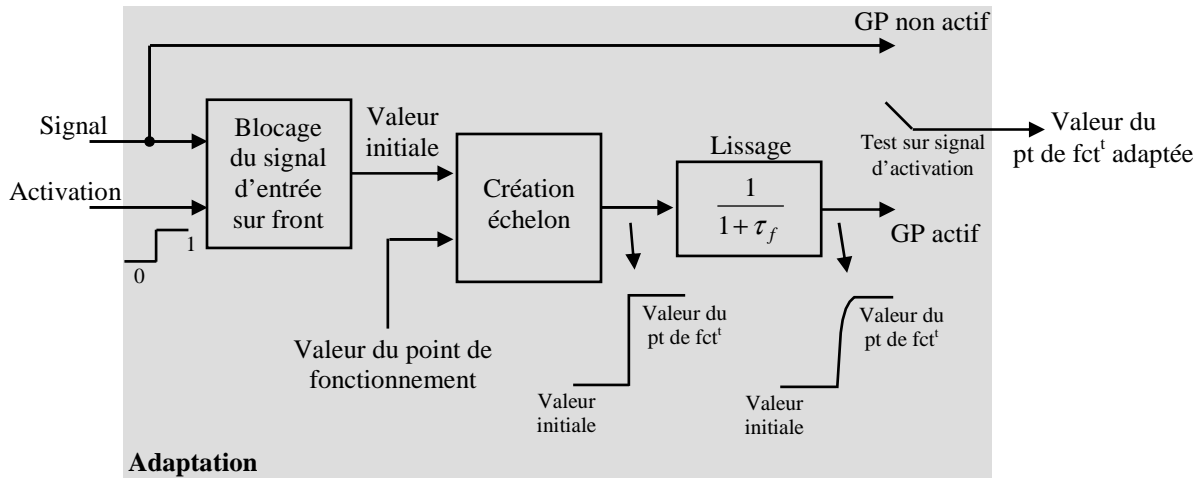 GP non actif
Signal
Activation
0
1
Blocage
du signal
d'entrée
sur front
Valeur
initiale
Création
échelon
Lissage
1
1 + τf
Test sur signal
d'activation
Valeur du
pt de fctt adaptée
GP actif
Valeur du point de
fonctionnement
Valeur du
pt de fctt
Valeur
initiale
Valeur du
pt de fctt
Valeur
initiale
Adaptation